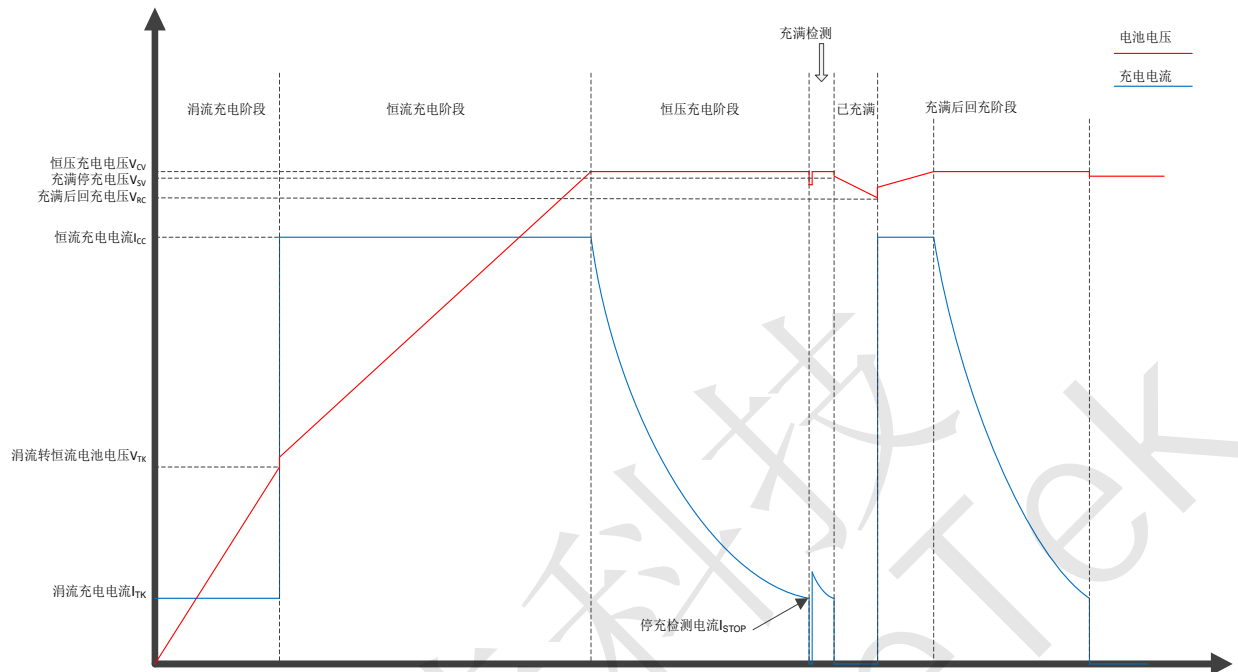 充满检测
电池电压
充电电流
涓流充电阶段
恒流充电阶段
恒压充电阶段
已充满
充满后回充阶段
恒压充电电压VCV
充满停充电压VSV
充满后回充电压VRC
恒流充电电流ICC
涓流转恒流电池电压VTK
涓流充电电流ITK
停充检测电流ISTOP
科技
Tek